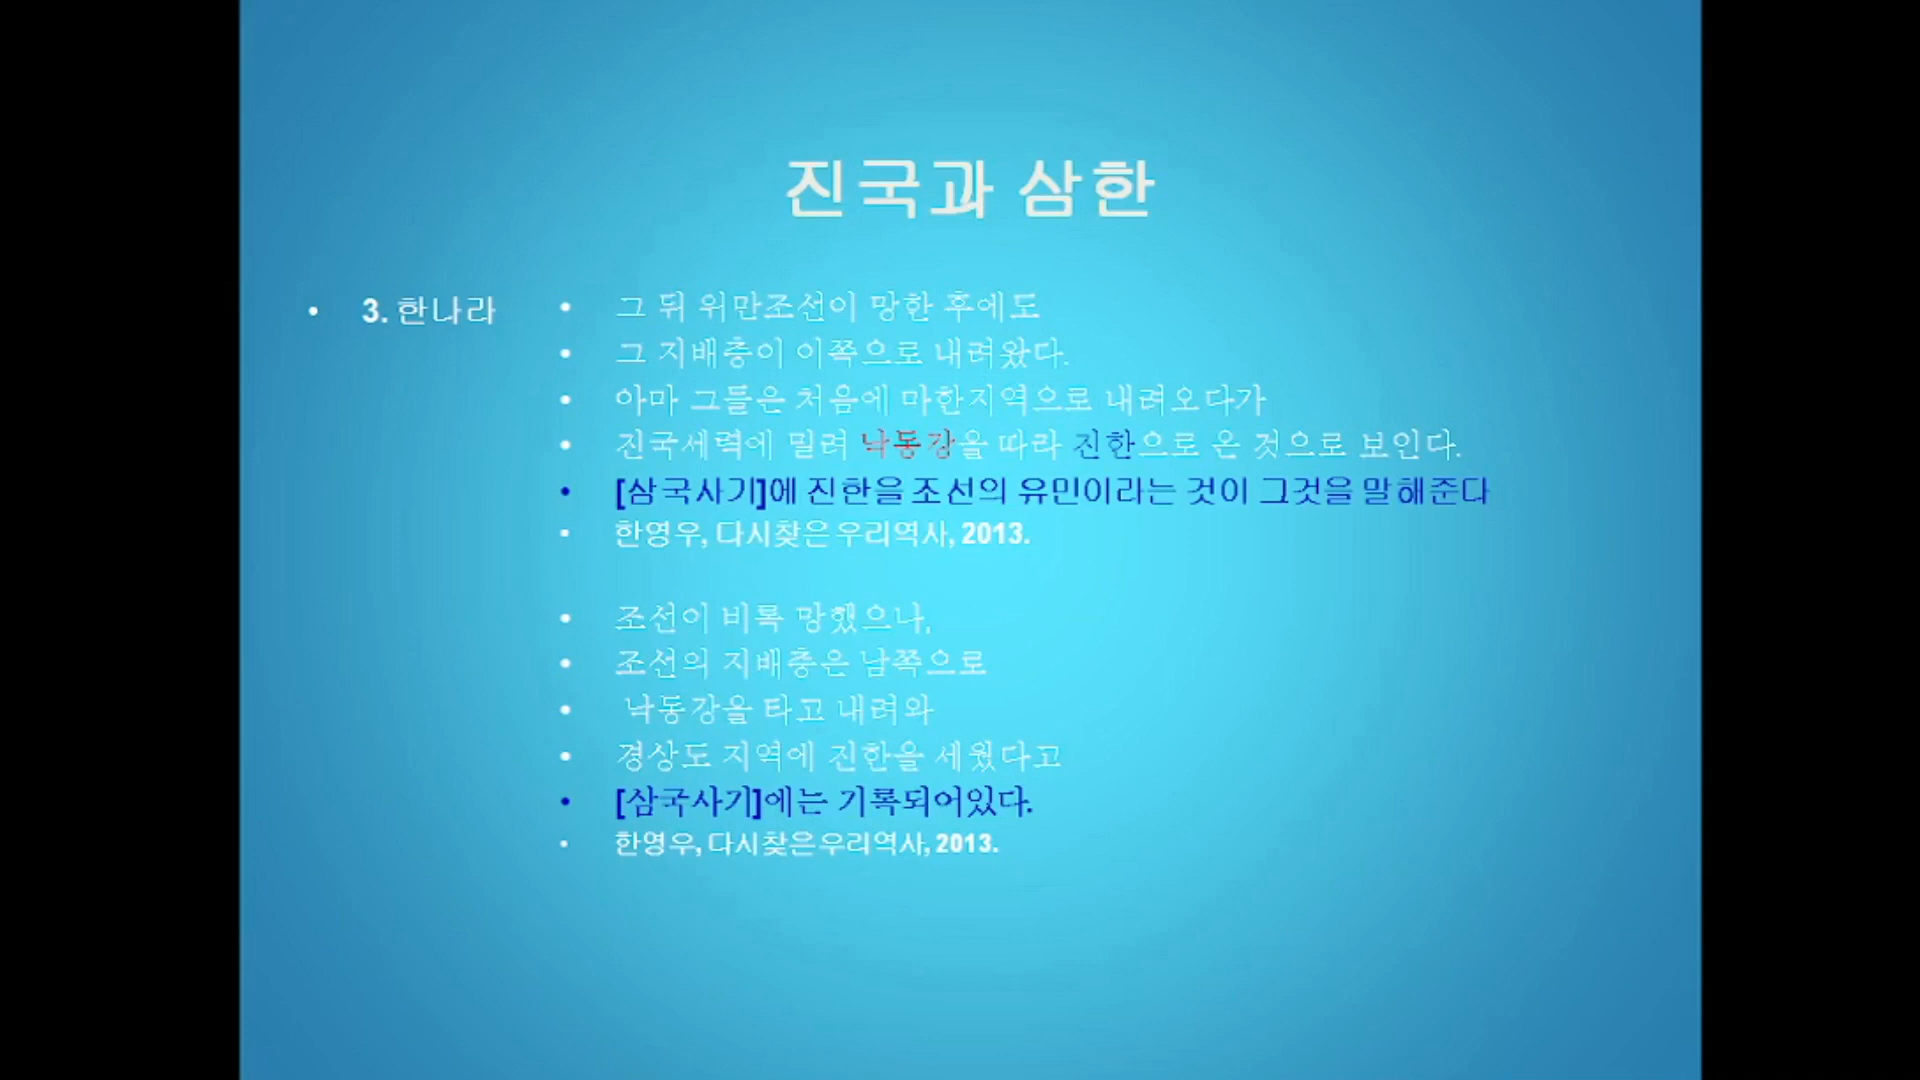 진국과 삼한
• 3. 한나라
• 그 뒤 위만조선이 망한 후에도
• 그 지배층이 이쪽으로 내려왔다.
• 아마 그들은 처음에 마한지역으로 내려오다가
• 진국세력에 밀려 낙동강을 따라 진한으로 온 것으로 보인다.
• [삼국사기]에 진한을 조선의 유민이라는 것이 그것을 말해준다
• 한영우, 다시찾은 우리역사, 2013.
• 조선이 비록 망했으나,
• 조선의 지배층은 남쪽으로
• 낙동강을 타고 내려와
• 경상도 지역에 진한을 세웠다고
• [삼국사기]에는 기록되어있다.
• 한영우, 다시찾은 우리역사, 2013.